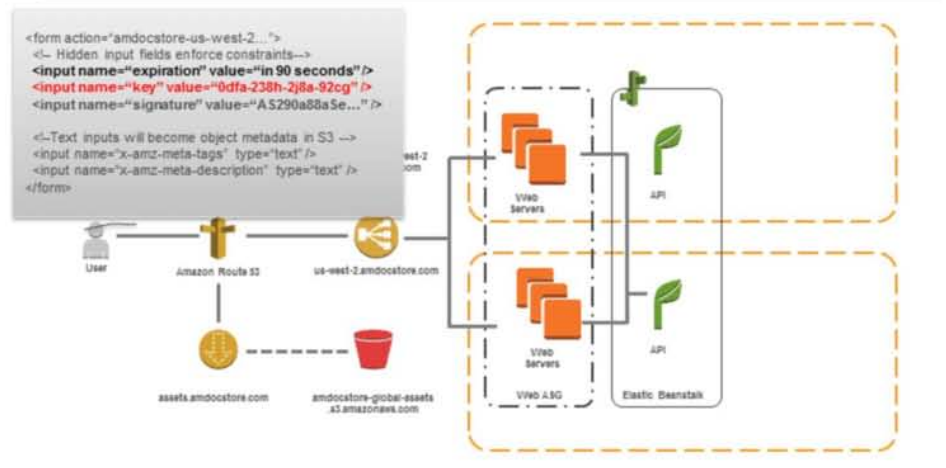 <form action="amdocstore-us-west-2…">
<!– Hidden input fields enforce constraints-->
<input name="expiration" value="in 90 seconds"/>
<input name="key" value="0dfa-238h-2j8a-92cg" />
<input name="signature" value="AS290a88aSe…" />
<!–Text inputs will become object metadata in S3 -->
<input name="x-amz-meta-tags" type="text" />
<input name="x-amz-meta-description" type="text" />
</form>
Web
Servers
API
User
Amazon Route 53
us-west-2.amdocstore.com
Web
Servers
API
assets.amdocstore.com
amdocstore-global-assets
.s3.amazonaws.com
Web ASG
Elastic Beanstalk